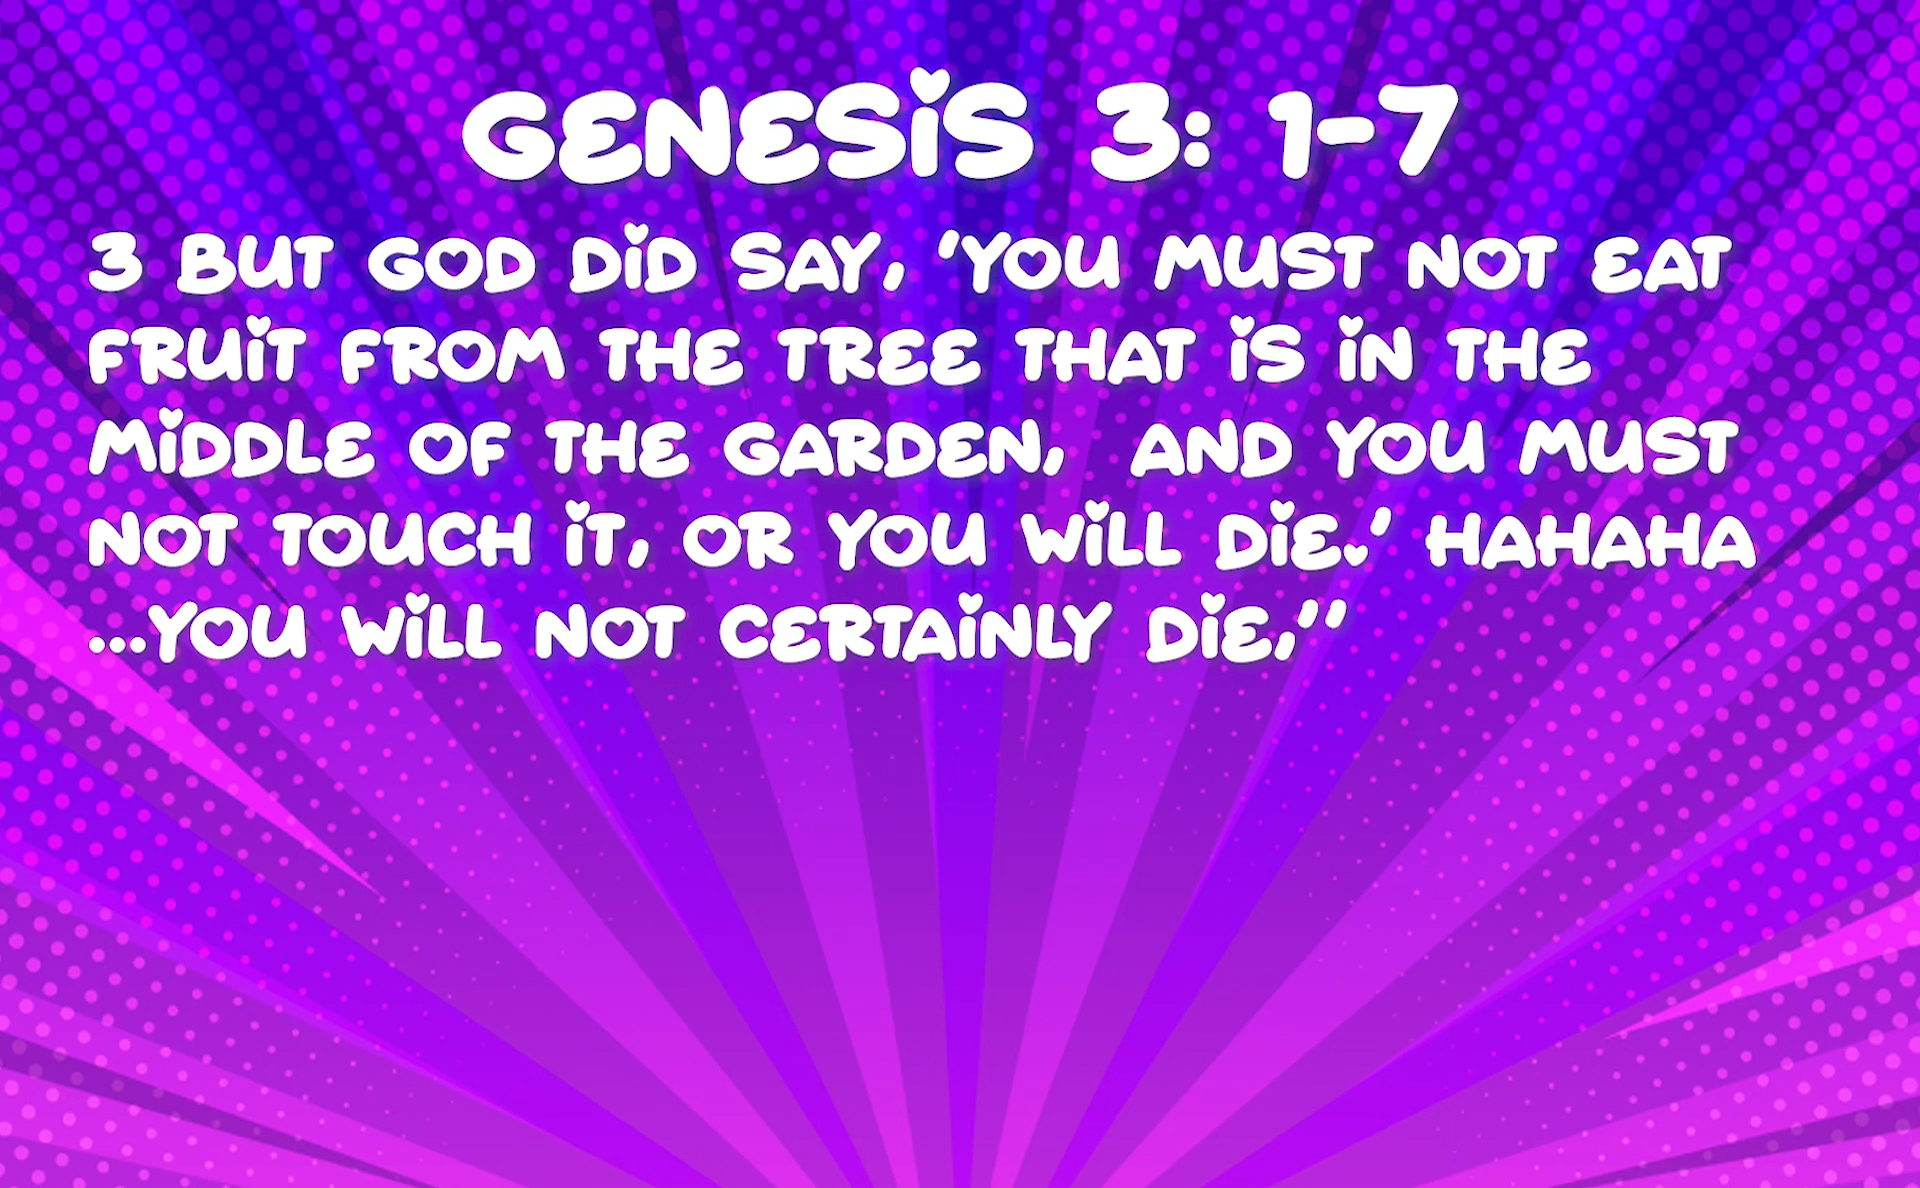 GENESiS 3: 1-7
3 BUT GOD DiD SAY, 'YOU MUST NOT EAT
FRUiT FROM THE TREE THAT iS iN THE
MiDDLE OF THE GARDEN,  AND YOU MUST
NOT TOUCH iT, OR YOU WiLL DiE.' HAHAHA
...YOU WiLL NOT CERTAiNLY DiE,''